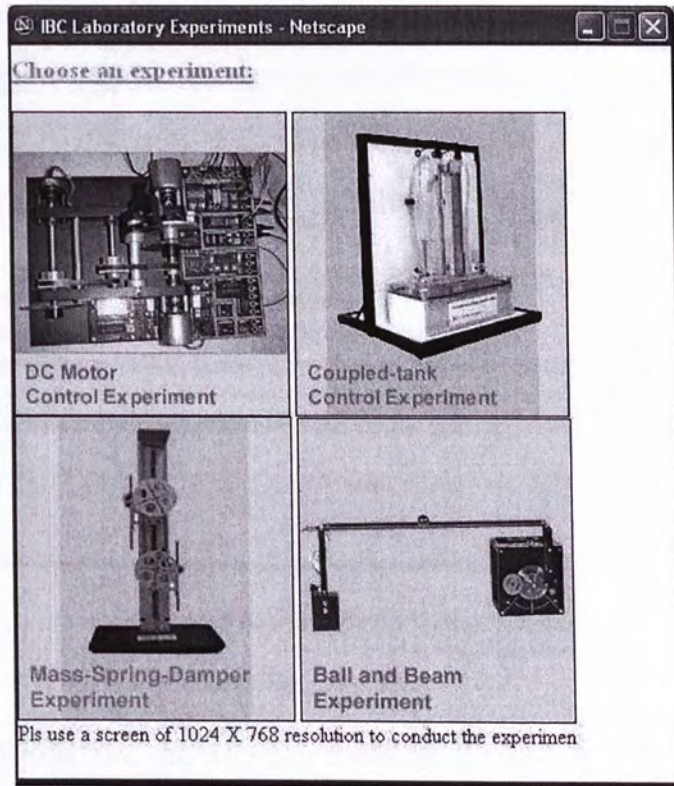 IBC Laboratory Experiments - Netscape
Choose an experiment:
DC Motor
Control Experiment
Coupled-tank
Control Experiment
Mass-Spring-Damper
Experiment
Ball and Beam
Experiment
Pls use a screen of 1024 X 768 resolution to conduct the experimen